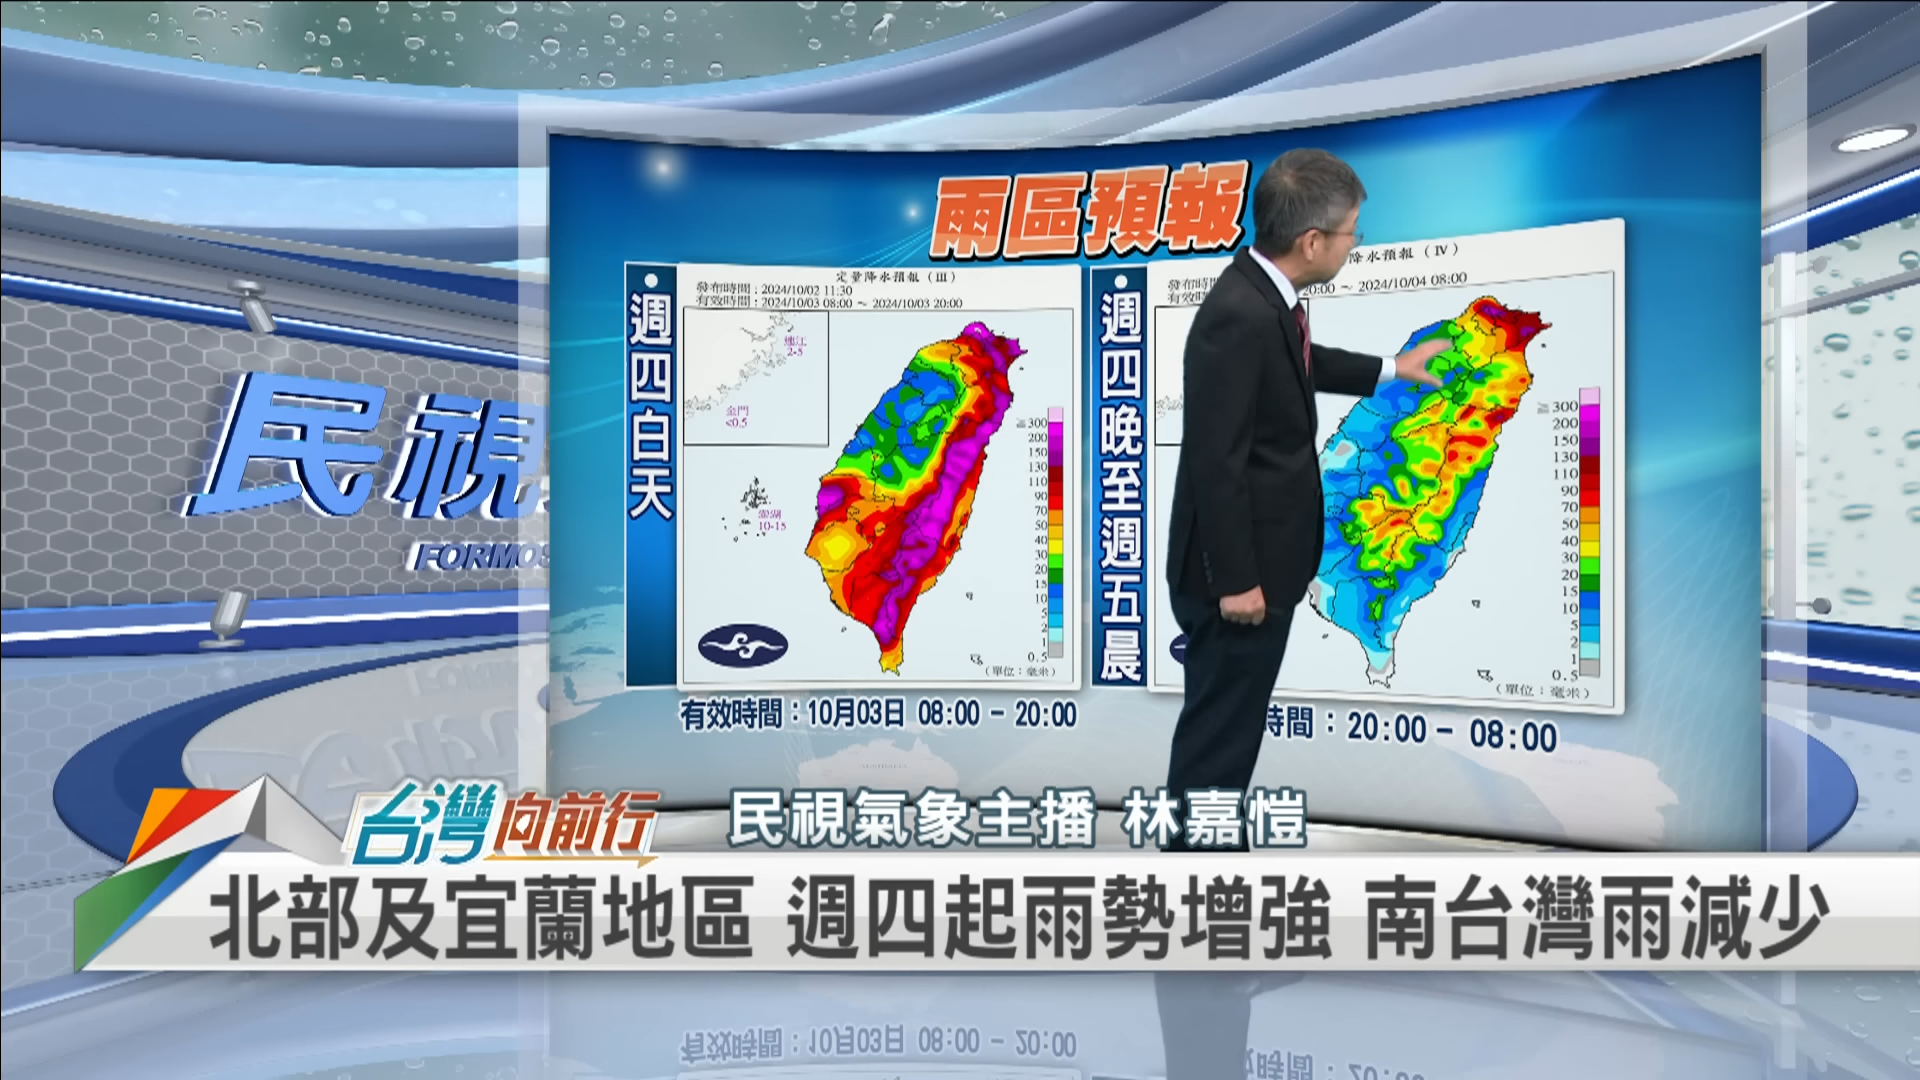 雨區預報
週四白天
定量降水預報（III）
發布時間：2024/10/02 11:30
有效時間：2024/10/03 08:00 ～ 2024/10/03 20:00
連江
2-5
金門
<0.5
澎湖
10-15
300
200
150
130
110
90
70
50
40
30
20
15
10
5
2
1
0.5
（單位：毫米）
有效時間：10月03日 08:00 - 20:00
週四晚至週五晨
降水預報（IV）
發布時
有效
20:00 ～ 2024/10/04 08:00
300
200
150
130
110
90
70
50
40
30
20
15
10
5
2
1
0.5
（單位：毫米）
時間：20:00 - 08:00
民視
FORMOS
台灣向前行
民視氣象主播 林嘉愷
北部及宜蘭地區 週四起雨勢增強 南台灣雨減少